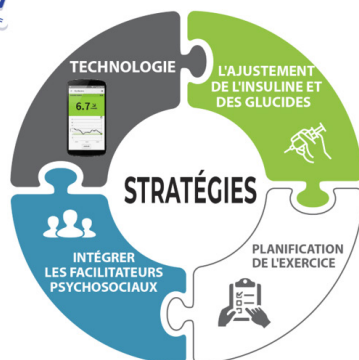 TECHNOLOGIE
6.7
L'AJUSTEMENT
DE L'INSULINE ET
DES GLUCIDES
STRATÉGIES
INTÉGRER
LES FACILITATEURS
PSYCHOSOCIAUX
PLANIFICATION
DE L'EXERCICE